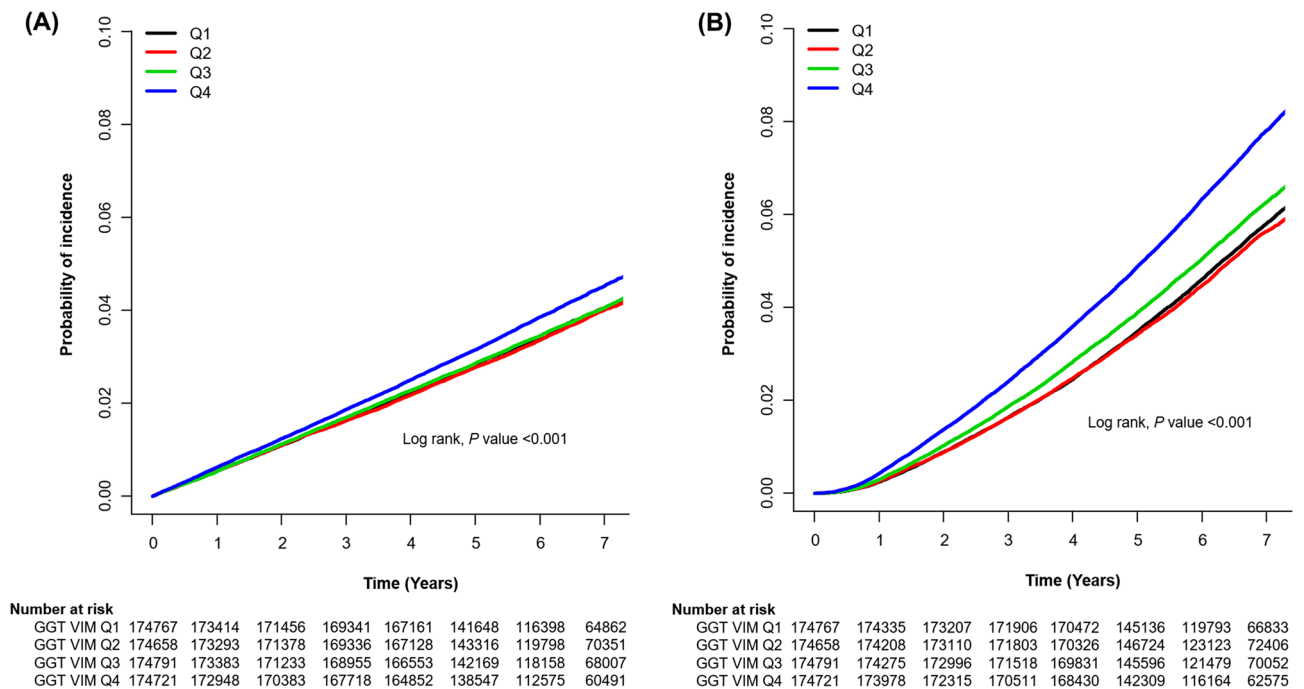 (A)
Q1
Q2
Q3
Q4
0.10
0.08
0.06
0.04
0.02
0.00
Probability of incidence
Log rank, P value <0.001
0 1 2 3 4 5 6 7
Time (Years)
Number at risk
GGT VIM Q1 174767 173414 171456 169341 167161 141648 116398 64862
GGT VIM Q2 174658 173293 171378 169336 167128 143316 119798 70351
GGT VIM Q3 174791 173383 171233 168955 166553 142169 118158 68007
GGT VIM Q4 174721 172948 170383 167718 164852 138547 112575 60491
(B)
Q1
Q2
Q3
Q4
0.10
0.08
0.06
0.04
0.02
0.00
Probability of incidence
Log rank, P value <0.001
0 1 2 3 4 5 6 7
Time (Years)
Number at risk
GGT VIM Q1 174767 174335 173207 171906 170472 145136 119793 66833
GGT VIM Q2 174658 174208 173110 171803 170326 146724 123123 72406
GGT VIM Q3 174791 174275 172996 171518 169831 145596 121479 70052
GGT VIM Q4 174721 173978 172315 170511 168430 142309 116164 62575